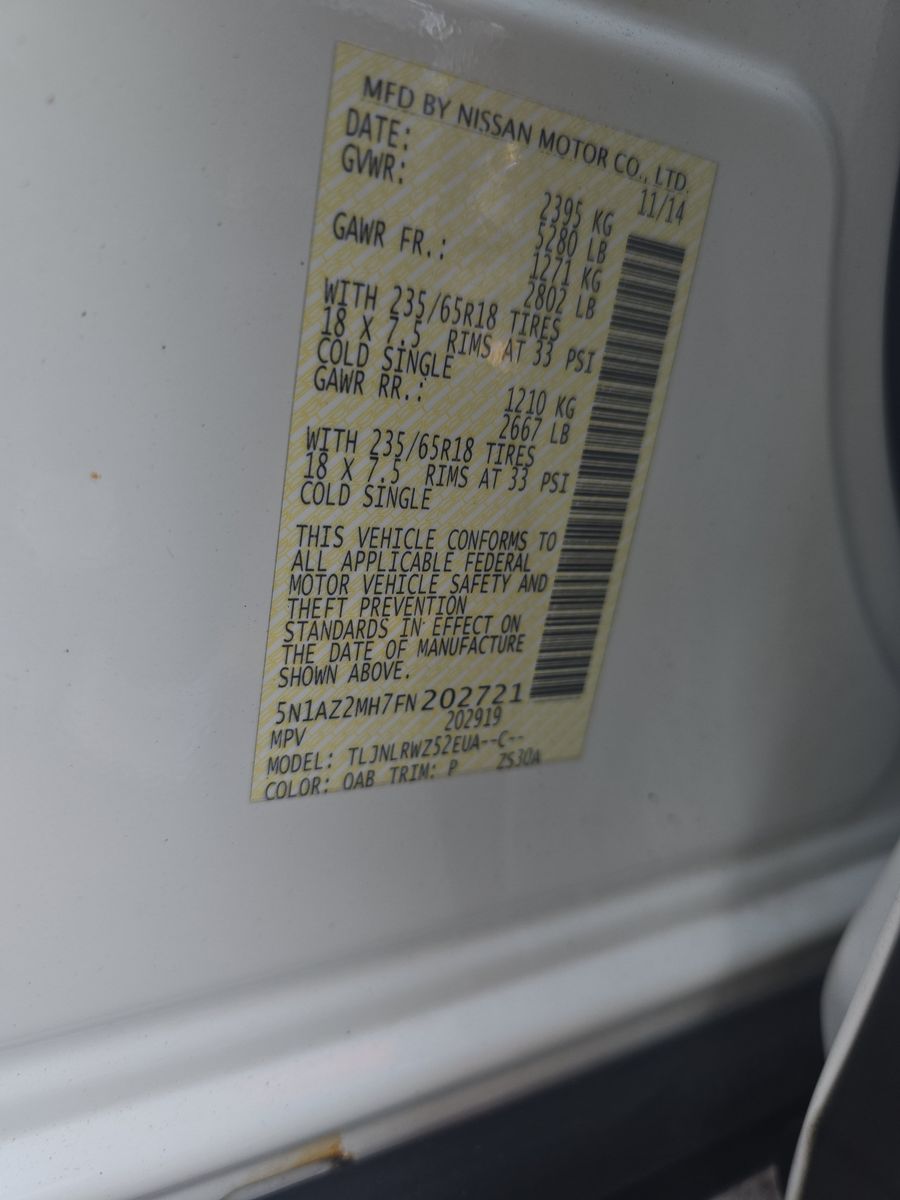 MFD BY NISSAN MOTOR CO., LTD.
DATE: 11/14
GVWR: 2395 KG
5280 LB
GAWR FR.: 1271 KG
2802 LB
WITH 235/65R18 TIRES
18 X 7.5 RIMS AT 33 PSI
COLD SINGLE
GAWR RR.: 1210 KG
2667 LB
WITH 235/65R18 TIRES
18 X 7.5 RIMS AT 33 PSI
COLD SINGLE
THIS VEHICLE CONFORMS TO
ALL APPLICABLE FEDERAL
MOTOR VEHICLE SAFETY AND
THEFT PREVENTION
STANDARDS IN EFFECT ON
THE DATE OF MANUFACTURE
SHOWN ABOVE.
5N1AZ2MH7FN202721
MPV 202919
MODEL: TLJNLRWZ52EUA--C--
COLOR: QAB TRIM: P Z530A